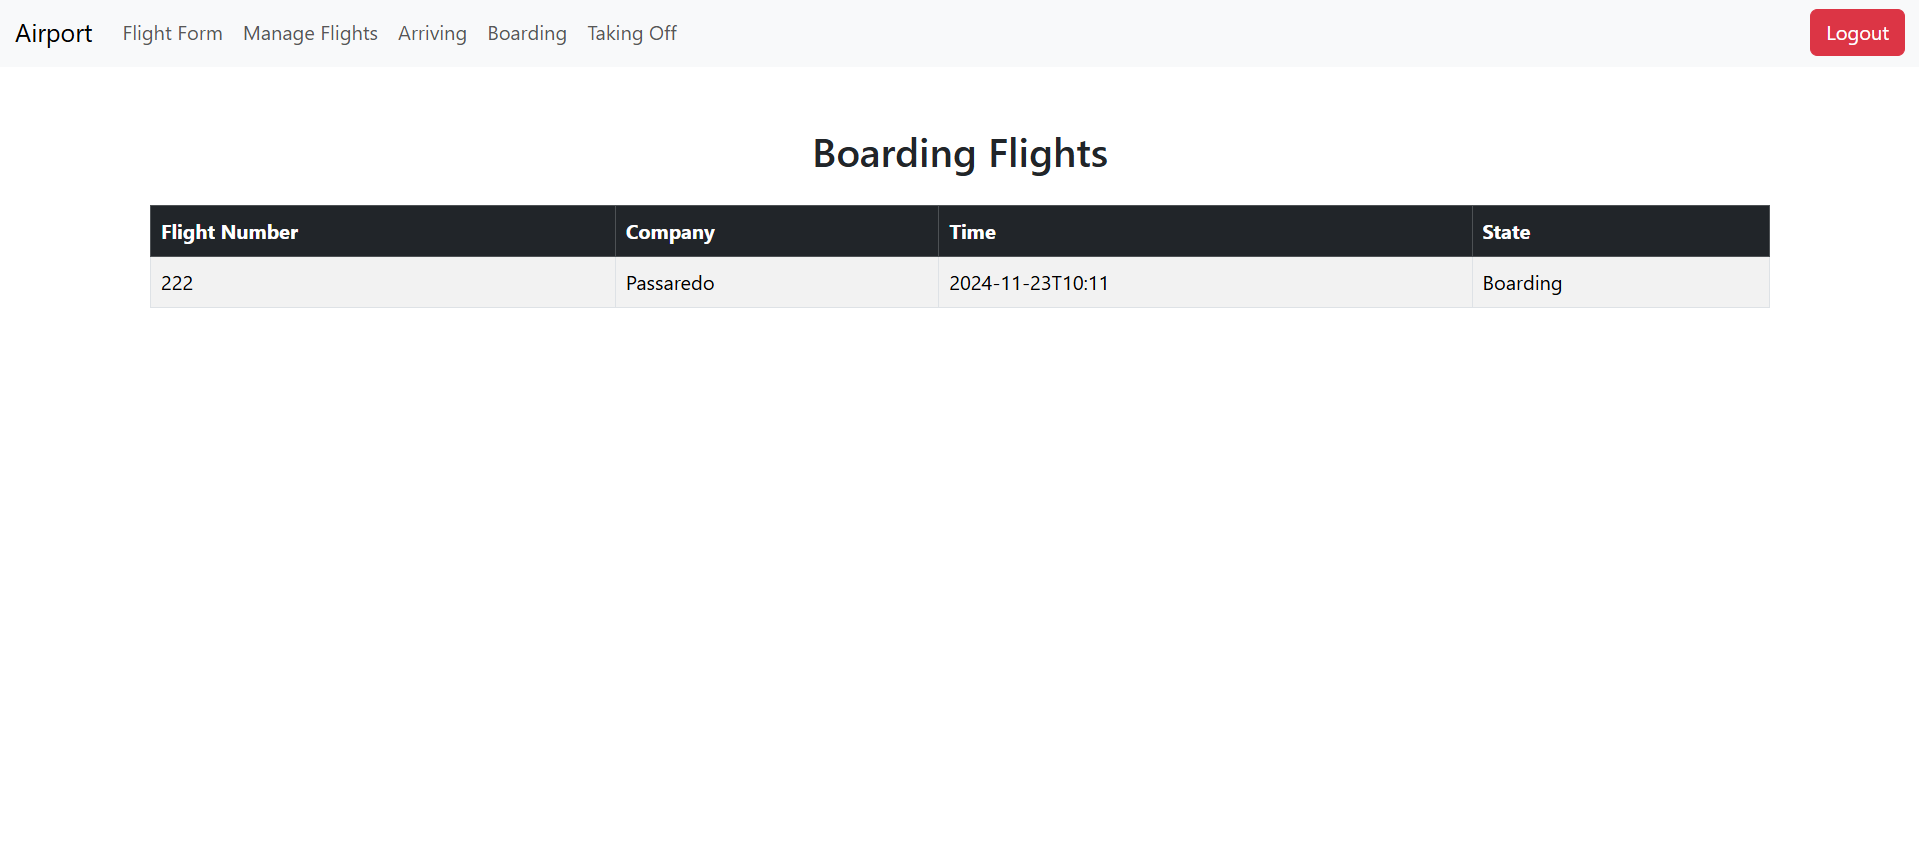 Airport Flight Form Manage Flights Arriving Boarding Taking Off Logout
Boarding Flights
Flight Number Company Time State
222 Passaredo 2024-11-23T10:11 Boarding